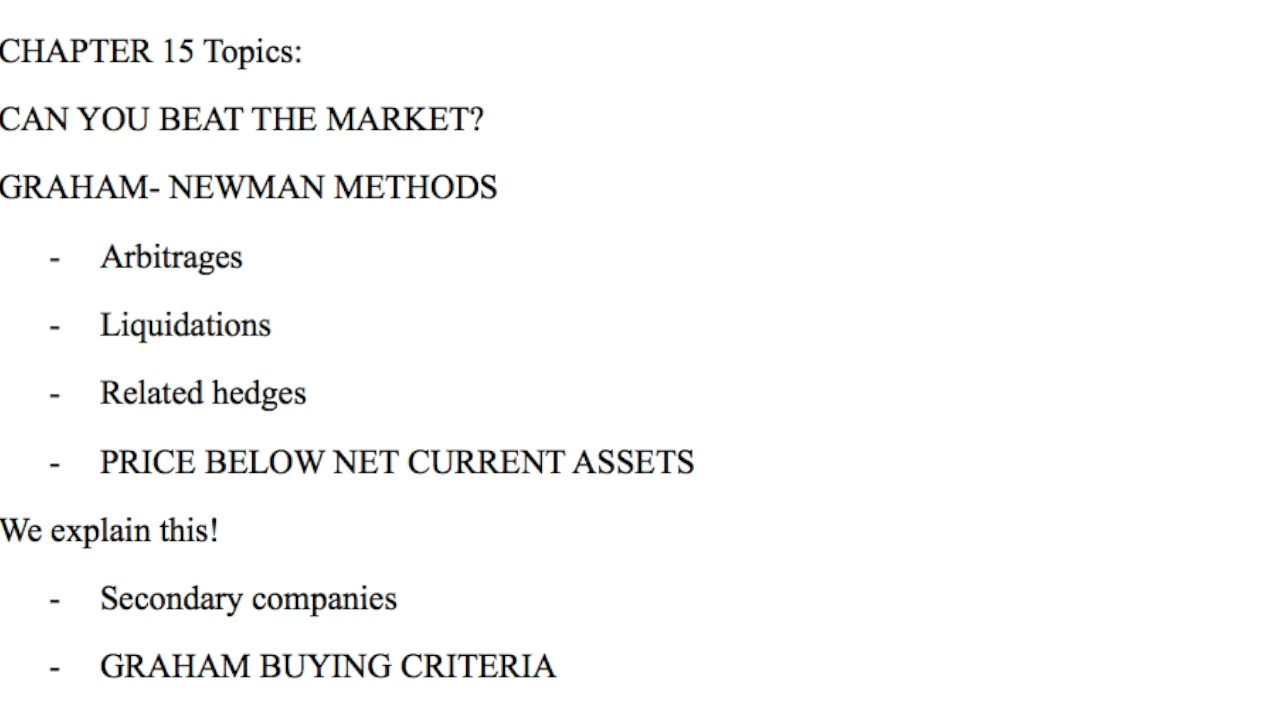 CHAPTER 15 Topics:
CAN YOU BEAT THE MARKET?
GRAHAM- NEWMAN METHODS
- Arbitrages
- Liquidations
- Related hedges
- PRICE BELOW NET CURRENT ASSETS
We explain this!
- Secondary companies
- GRAHAM BUYING CRITERIA